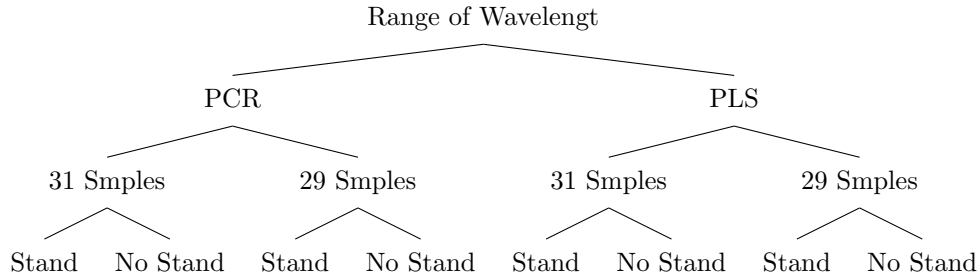 Range of Wavelengt
PCR PLS
31 Smples 29 Smples 31 Smples 29 Smples
Stand No Stand Stand No Stand Stand No Stand Stand No Stand